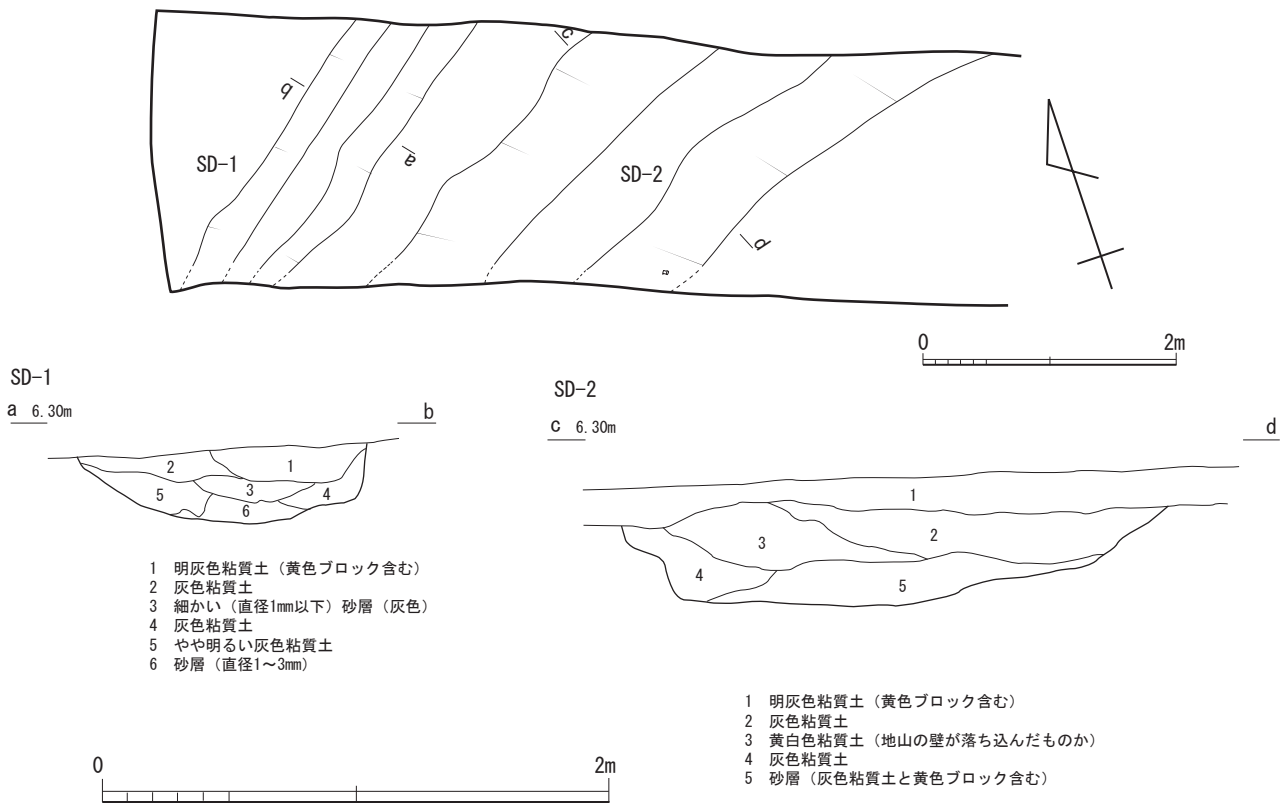 c
b
SD-1
a
SD-2
d
0 2m
SD-1
a 6.30m b
2 1
5 3 4
6
1 明灰色粘質土（黄色ブロック含む）
2 灰色粘質土
3 細かい（直径1mm以下）砂層（灰色）
4 灰色粘質土
5 やや明るい灰色粘質土
6 砂層（直径1〜3mm）
SD-2
c 6.30m d
1
2
3
4 5
1 明灰色粘質土（黄色ブロック含む）
2 灰色粘質土
3 黄白色粘質土（地山の壁が落ち込んだものか）
4 灰色粘質土
5 砂層（灰色粘質土と黄色ブロック含む）
0 2m